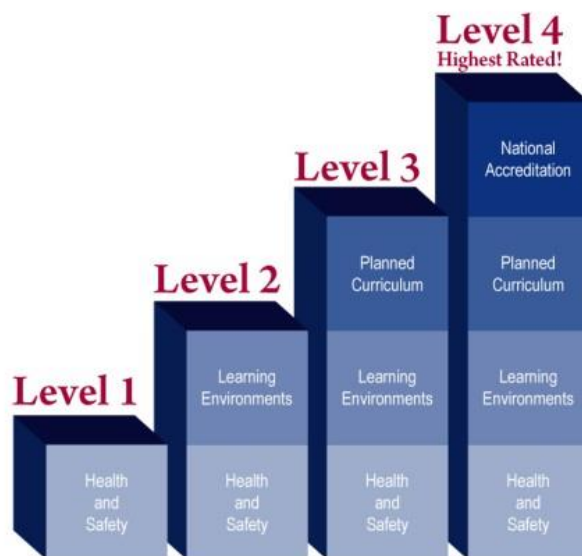 Level 4
Highest Rated!
National
Accreditation
Level 3
Planned
Curriculum
Planned
Curriculum
Level 2
Learning
Environments
Learning
Environments
Learning
Environments
Level 1
Health
and
Safety
Health
and
Safety
Health
and
Safety
Health
and
Safety